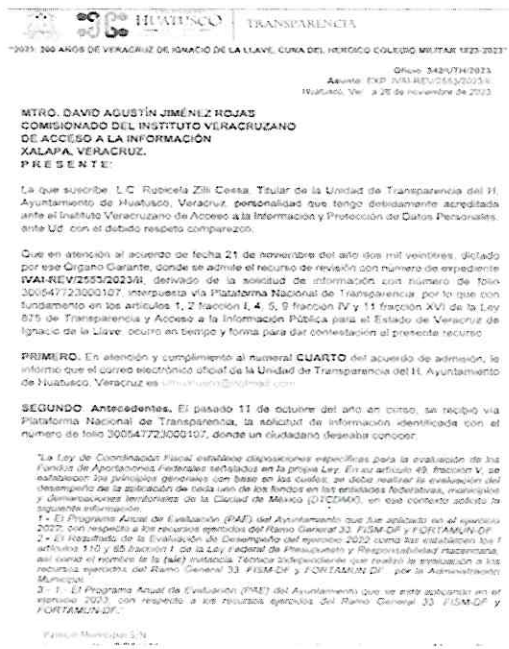 HUATUSCO TRANSPARENCIA
"2023: 200 AÑOS DE VERACRUZ DE IGNACIO DE LA LLAVE, CUNA DEL HEROICO COLEGIO MILITAR 1823-2023"
Oficio: 342/UTH/2023
Asunto: EXP. IVAI-REV/2553/2023/II
Huatusco, Ver. a 28 de noviembre de 2023
MTRO. DAVID AGUSTÍN JIMÉNEZ ROJAS
COMISIONADO DEL INSTITUTO VERACRUZANO
DE ACCESO A LA INFORMACIÓN
XALAPA, VERACRUZ.
P R E S E N T E:
La que suscribe. L.C. Rubicela Zilli Cessa, Titular de la Unidad de Transparencia del H.
Ayuntamiento de Huatusco, Veracruz, personalidad que tengo debidamente acreditada
ante el Instituto Veracruzano de Acceso a la Información y Protección de Datos Personales,
ante Ud. con el debido respeto comparezco.
Que en atención al acuerdo de fecha 21 de noviembre del año dos mil veintitres, dictado
por ese Órgano Garante, donde se admite el recurso de revisión con número de expediente
IVAI-REV/2553/2023/II, derivado de la solicitud de información con número de folio
300547723000107, interpuesta vía Plataforma Nacional de Transparencia, por lo que con
fundamento en los artículos 1, 2 fracción I, 4, 5, 9 fracción IV y 11 fracción XVI de la Ley
875 de Transparencia y Acceso a la Información Pública para el Estado de Veracruz de
Ignacio de la Llave, ocurro en tiempo y forma para dar contestación al presente recurso.
PRIMERO. En atención y cumplimiento al numeral CUARTO del acuerdo de admisión, le
informo que el correo electrónico oficial de la Unidad de Transparencia del H. Ayuntamiento
de Huatusco, Veracruz es
SEGUNDO. Antecedentes. El pasado 11 de octubre del año en curso, se recibió vía
Plataforma Nacional de Transparencia, la solicitud de información identificada con el
número de folio 300547723000107, donde un ciudadano deseaba conocer:
"La Ley de Coordinación Fiscal establece disposiciones específicas para la evaluación de los
Fondos de Aportaciones Federales señalados en la propia Ley. En su artículo 49, fracción V, se
establecen los principios generales con base en los cuales, se debe realizar la evaluación del
desempeño de la aplicación de cada uno de los fondos en las entidades federativas, municipios
y demarcaciones territoriales de la Ciudad de México (DTCDMX), en ese contexto solicito la
siguiente información.
1 - El Programa Anual de Evaluación (PAE) del Ayuntamiento que fue aplicado en el ejercicio
2022, con respecto a los recursos ejercidos del Ramo General 33. FISM-DF y FORTAMUN-DF.
2 - El Resultado de la Evaluación de Desempeño del ejercicio 2022 como las establecen los l
artículos 110 y 85 fracción I, de la Ley Federal de Presupuesto y Responsabilidad Hacendaria,
así como el nombre de la (sic) Instancia Técnica Independiente que realizó la evaluación a los
recursos ejercidos del Ramo General 33. FISM-DF y FORTAMUN-DF. por la Administración
Municipal.
3.- 1.- El Programa Anual de Evaluación (PAE) del Ayuntamiento que se está aplicando en el
ejercicio 2023, con respecto a los recursos ejercidos del Ramo General 33. FISM-DF y
FORTAMUN-DF."
Palacio Municipal S/N